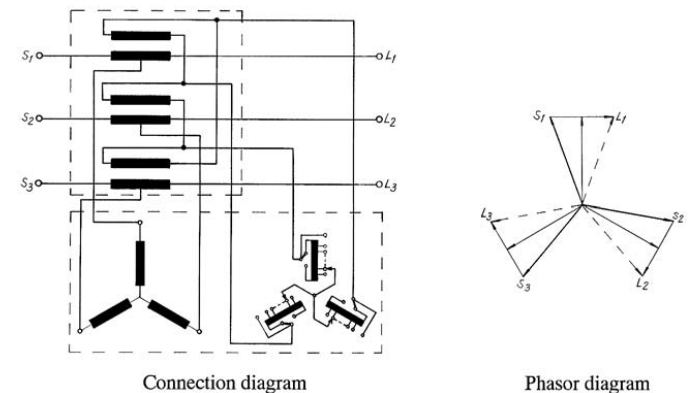 S1 L1
S2 L2
S3 L3
S1 L1
L3 S2
S3 L2
Connection diagram Phasor diagram